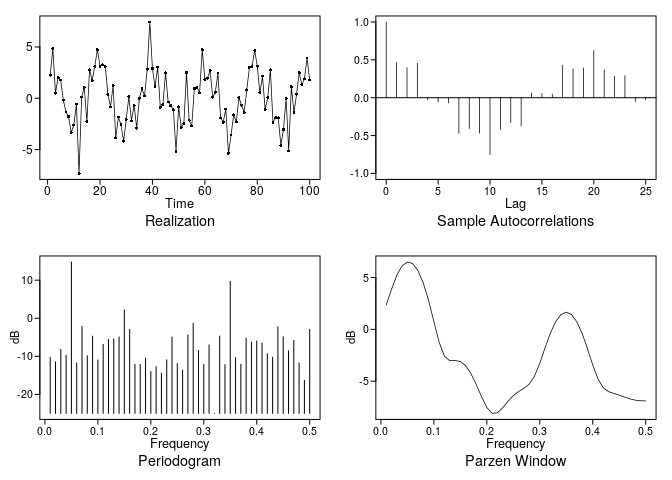 5
0
-5
0 20 40 60 80 100
Time
Realization
1.0
0.5
0.0
-0.5
-1.0
0 5 10 15 20 25
Lag
Sample Autocorrelations
dB
10
0
-10
-20
0.0 0.1 0.2 0.3 0.4 0.5
Frequency
Periodogram
dB
5
0
-5
0.0 0.1 0.2 0.3 0.4 0.5
Frequency
Parzen Window